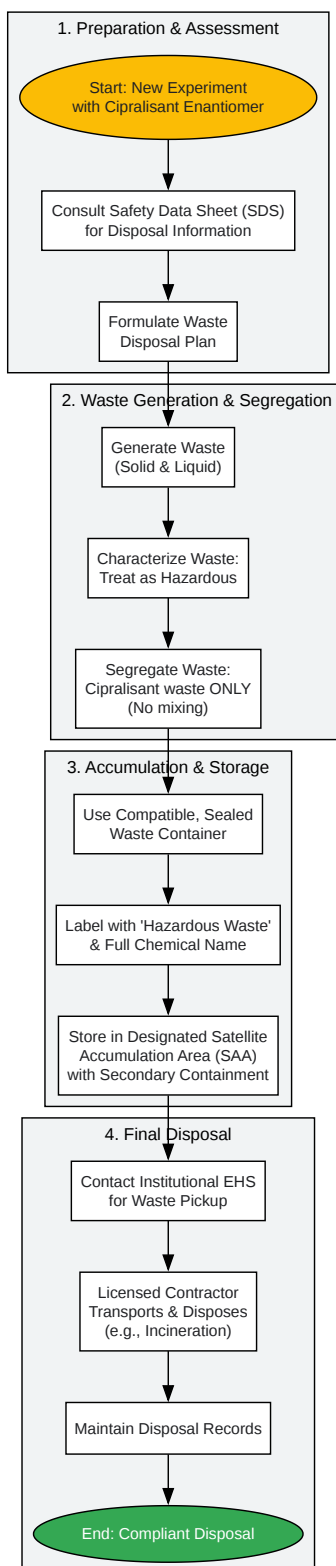 1. Preparation & Assessment
Start: New Experiment
with Cipralisant Enantiomer
Consult Safety Data Sheet (SDS)
for Disposal Information
Formulate Waste
Disposal Plan
2. Waste Generation & Segregation
Generate Waste
(Solid & Liquid)
Characterize Waste:
Treat as Hazardous
Segregate Waste:
Cipralisant waste ONLY
(No mixing)
3. Accumulation & Storage
Use Compatible, Sealed
Waste Container
Label with 'Hazardous Waste'
& Full Chemical Name
Store in Designated Satellite
Accumulation Area (SAA)
with Secondary Containment
4. Final Disposal
Contact Institutional EHS
for Waste Pickup
Licensed Contractor
Transports & Disposes
(e.g., Incineration)
Maintain Disposal Records
End: Compliant Disposal